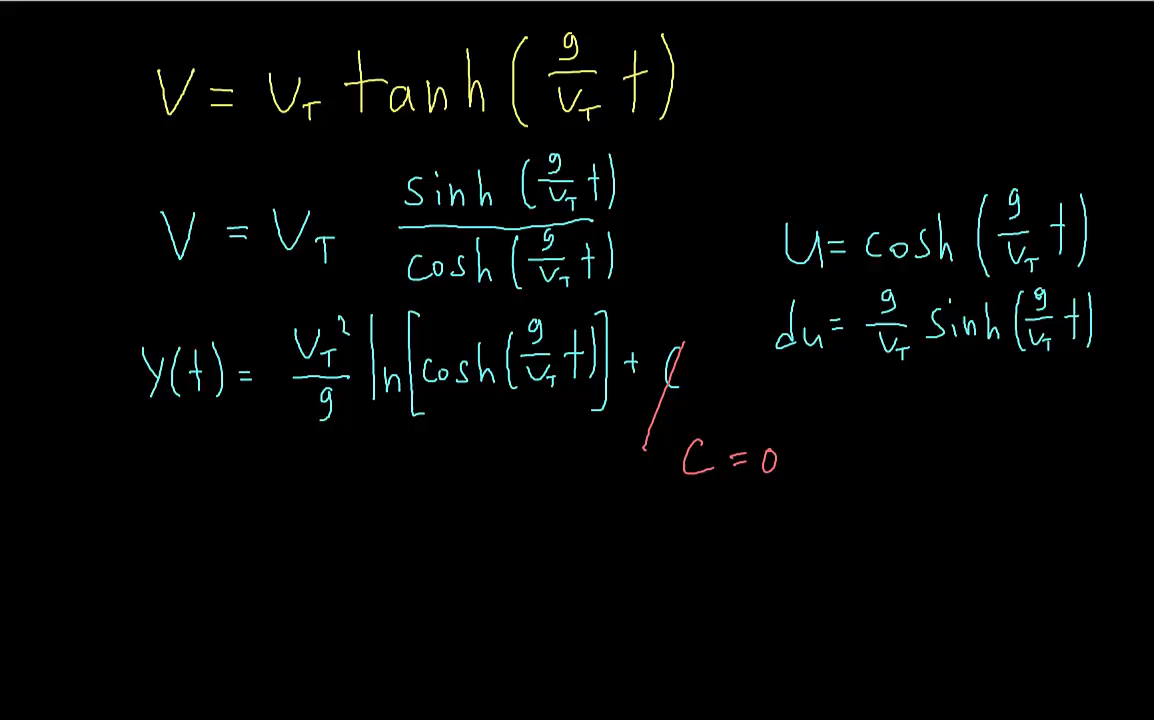 V = V_T tanh (g/V_T t)
V = V_T sinh (g/V_T t) / cosh (g/V_T t)
u = cosh (g/V_T t)
du = g/V_T sinh (g/V_T t)
y(t) = V_T²/g ln [cosh (g/V_T t)] + C
C = 0